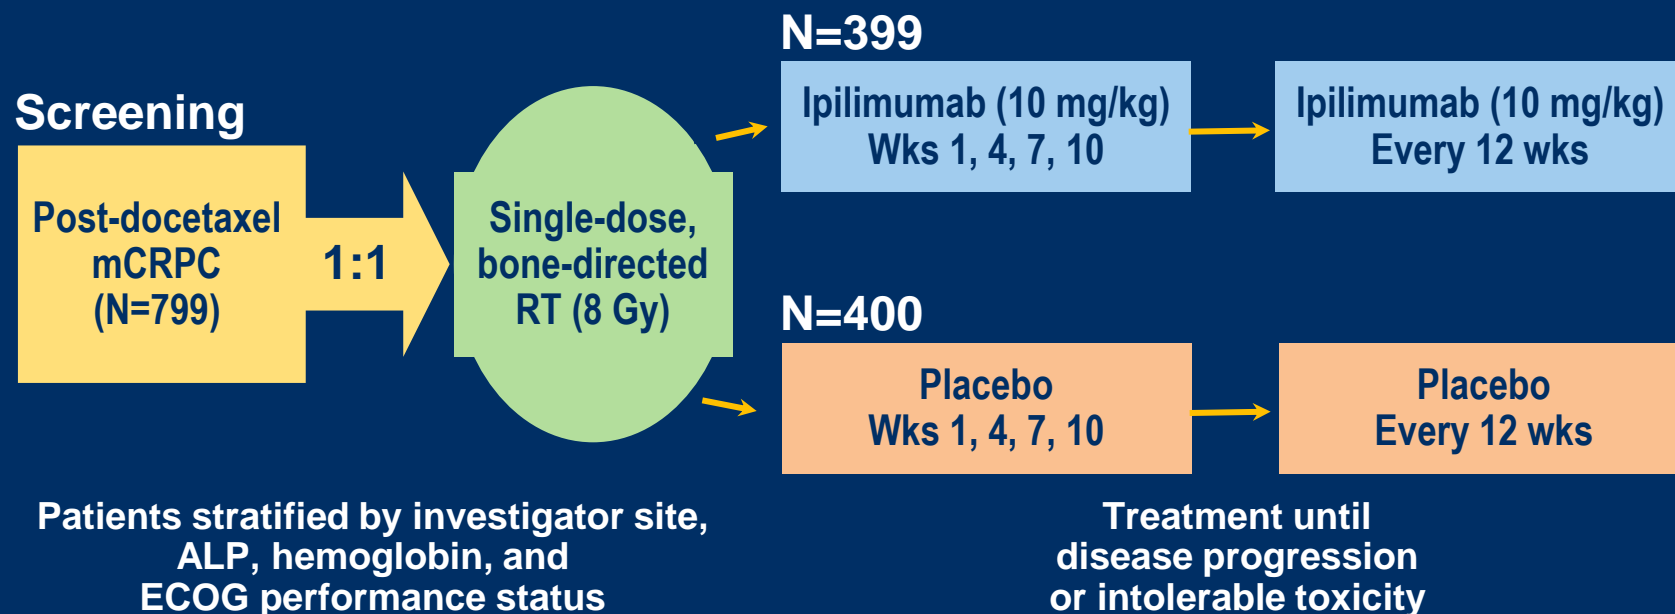 Screening
Post-docetaxel
mCRPC
(N=799)
1:1
Single-dose,
bone-directed
RT (8 Gy)
N=399
Ipilimumab (10 mg/kg)
Wks 1, 4, 7, 10
Ipilimumab (10 mg/kg)
Every 12 wks
N=400
Placebo
Wks 1, 4, 7, 10
Placebo
Every 12 wks
Patients stratified by investigator site,
ALP, hemoglobin, and
ECOG performance status
Treatment until
disease progression
or intolerable toxicity